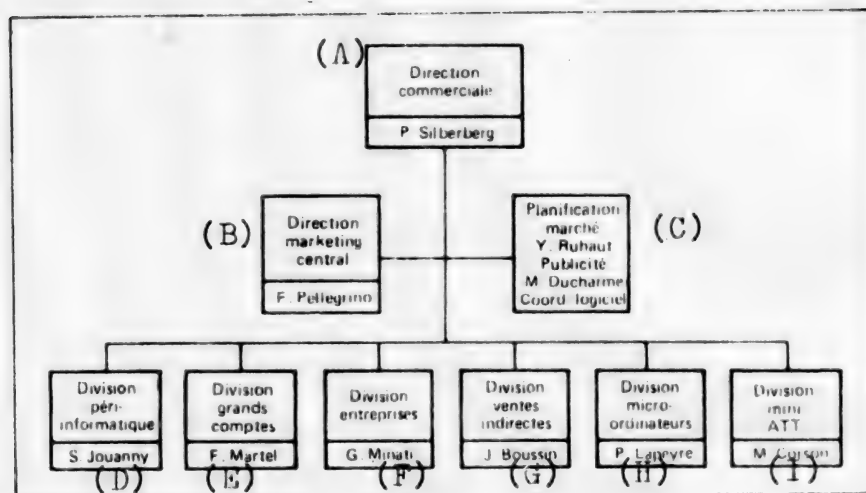 (A)
Direction
commerciale
P. Silberberg
(B)
Direction
marketing
central
F. Pellegrino
Planification
marché
Y. Ruhaut
Publicité
M. Ducharme
Coord. logiciel
(C)
Division
péri-
informatique
S. Jouanny
(D)
Division
grands
comptes
F. Martel
(E)
Division
entreprises
G. Minati
(F)
Division
ventes
indirectes
J. Boussin
(G)
Division
micro-
ordinateurs
P. Lapeyre
(H)
Division
mini
ATT
M. Corson
(I)